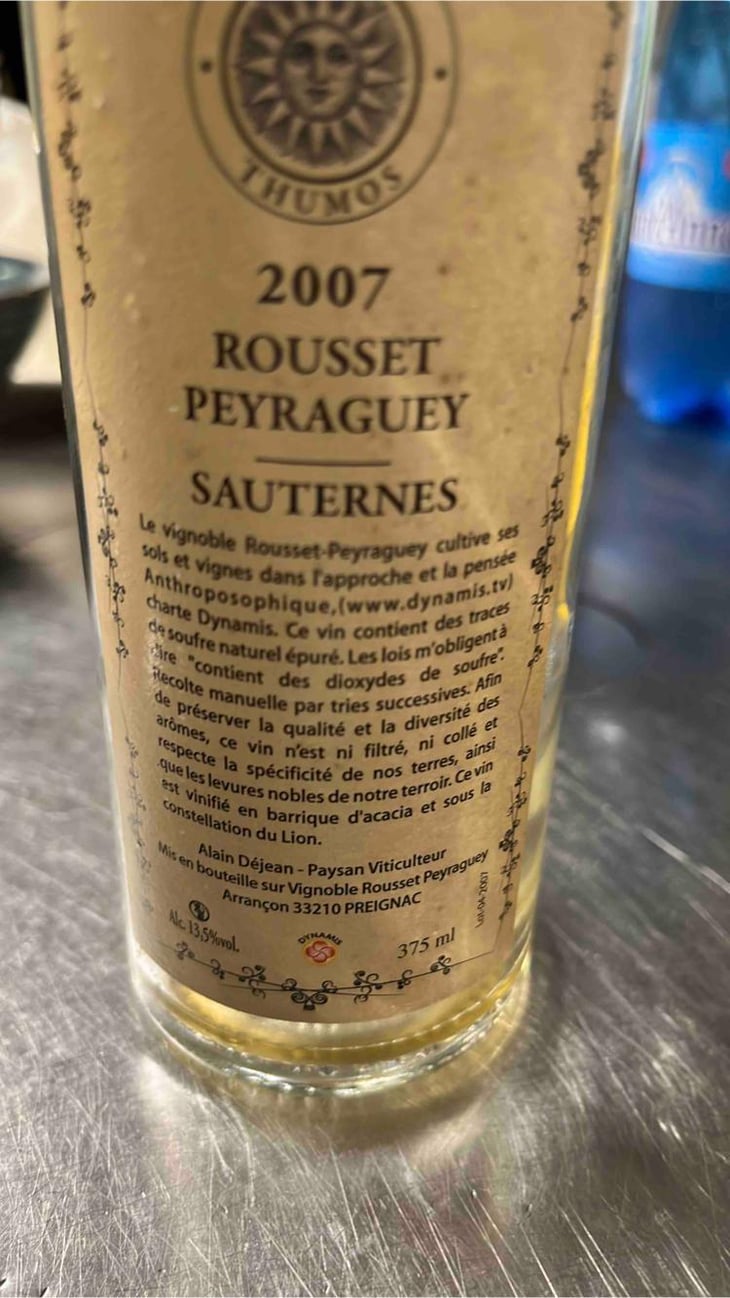 THUMOS
2007
ROUSSET
PEYRAGUEY
SAUTERNES
Le vignoble Rousset-Peyraguey cultive ses
sols et vignes dans l'approche et la pensée
Anthroposophique,(www.dynamis.tv)
charte Dynamis. Ce vin contient des traces
de soufre naturel épuré. Les lois m'obligent à
dire "contient des dioxydes de soufre".
Récolte manuelle par tries successives. Afin
de préserver la qualité et la diversité des
arômes, ce vin n'est ni filtré, ni collé et
respecte la spécificité de nos terres, ainsi
que les levures nobles de notre terroir. Ce vin
est vinifié en barrique d'acacia et sous la
constellation du Lion.
Alain Déjean - Paysan Viticulteur
Mis en bouteille sur Vignoble Rousset Peyraguey
Arrançon 33210 PREIGNAC
Alc. 13,5%vol.
DYNAMIS
375 ml
Lot-04-2007